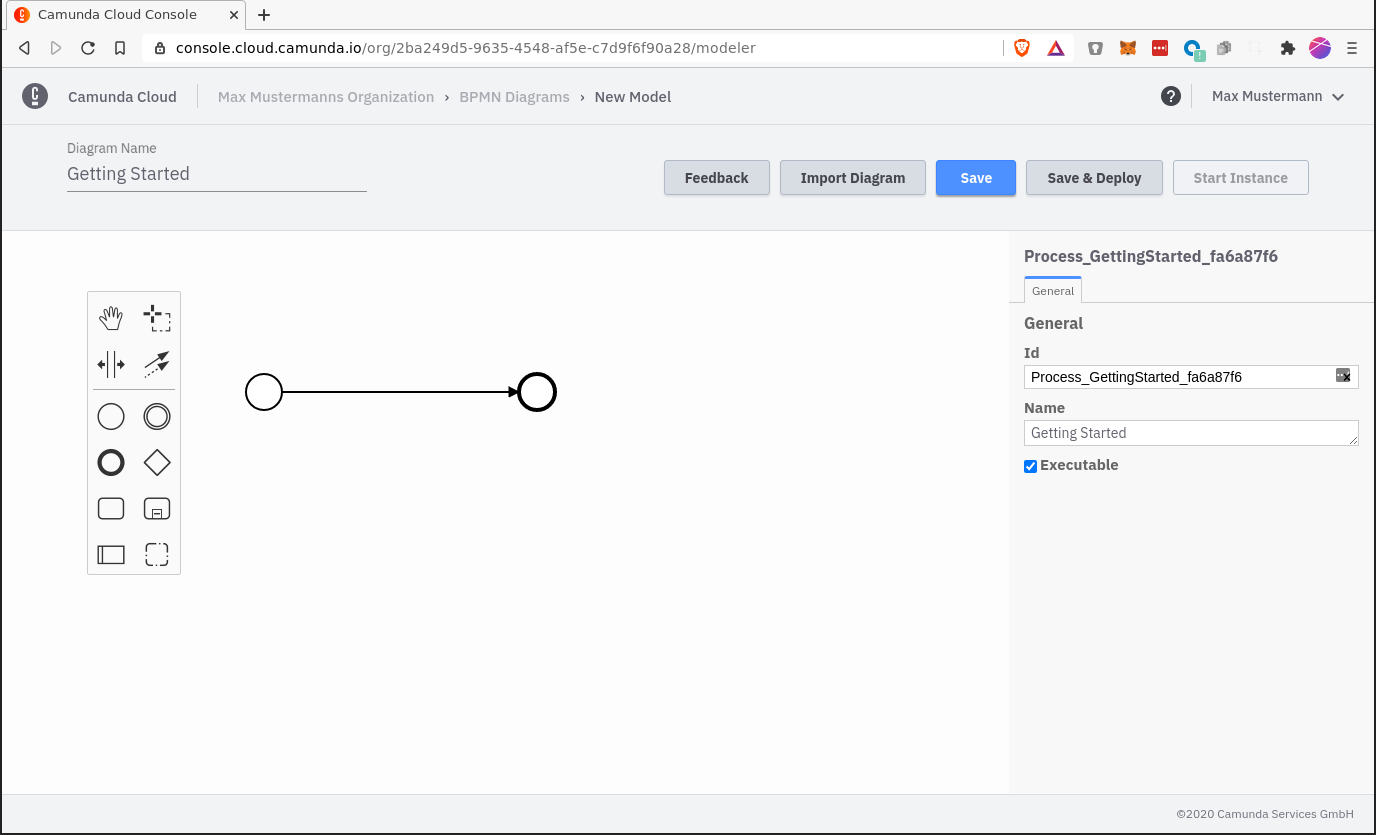 Camunda Cloud Console
console.cloud.camunda.io/org/2ba249d5-9635-4548-af5e-c7d9f6f90a28/modeler
Camunda Cloud Max Mustermanns Organization › BPMN Diagrams › New Model ? Max Mustermann
Diagram Name
Getting Started
Feedback Import Diagram Save Save & Deploy Start Instance
Process_GettingStarted_fa6a87f6
General
General
Id
Process_GettingStarted_fa6a87f6
Name
Getting Started
Executable
©2020 Camunda Services GmbH